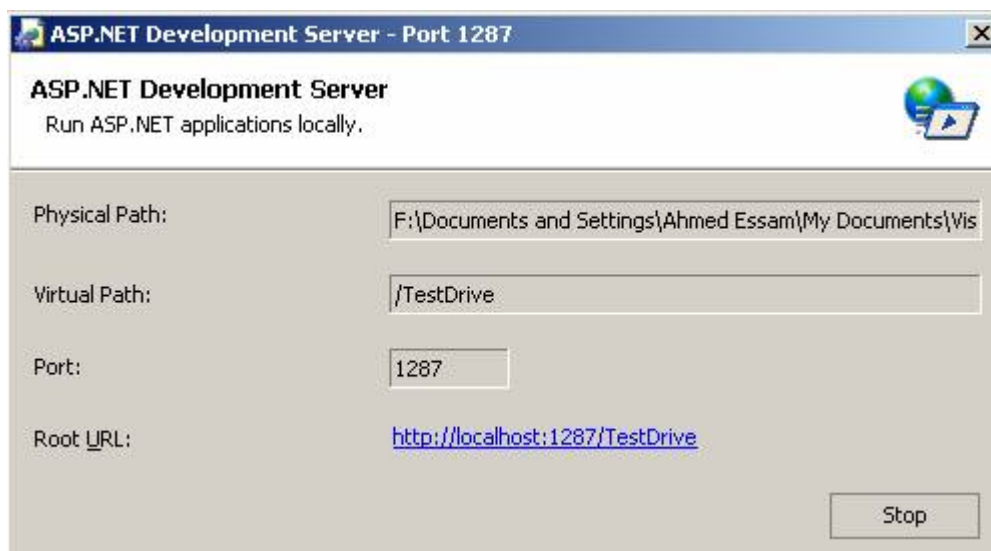 ASP.NET Development Server - Port 1287
ASP.NET Development Server
Run ASP.NET applications locally.
Physical Path: F:\Documents and Settings\Ahmed Essam\My Documents\Vis
Virtual Path: /TestDrive
Port: 1287
Root URL: http://localhost:1287/TestDrive
Stop